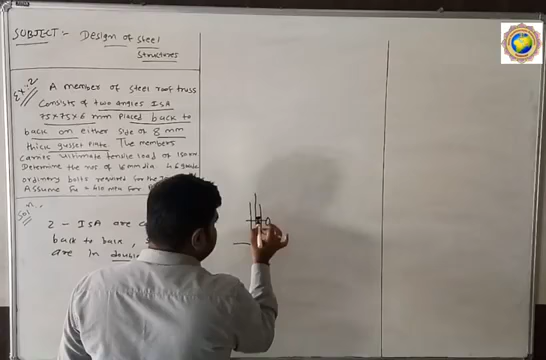 SUBJECT :- Design of Steel
Structures
Ex.2
A member of steel roof truss
Consists of two angles ISA
75×75×6 mm placed back to
back on either side of 8 mm
thick gusset plate. The members
carries ultimate tensile load of
Determine the nos of 16 mm dia 4.6 grade
ordinary bolts required for the
Assume fu = 410 MPa for
Soln
2 - ISA are
back to back,
are in double